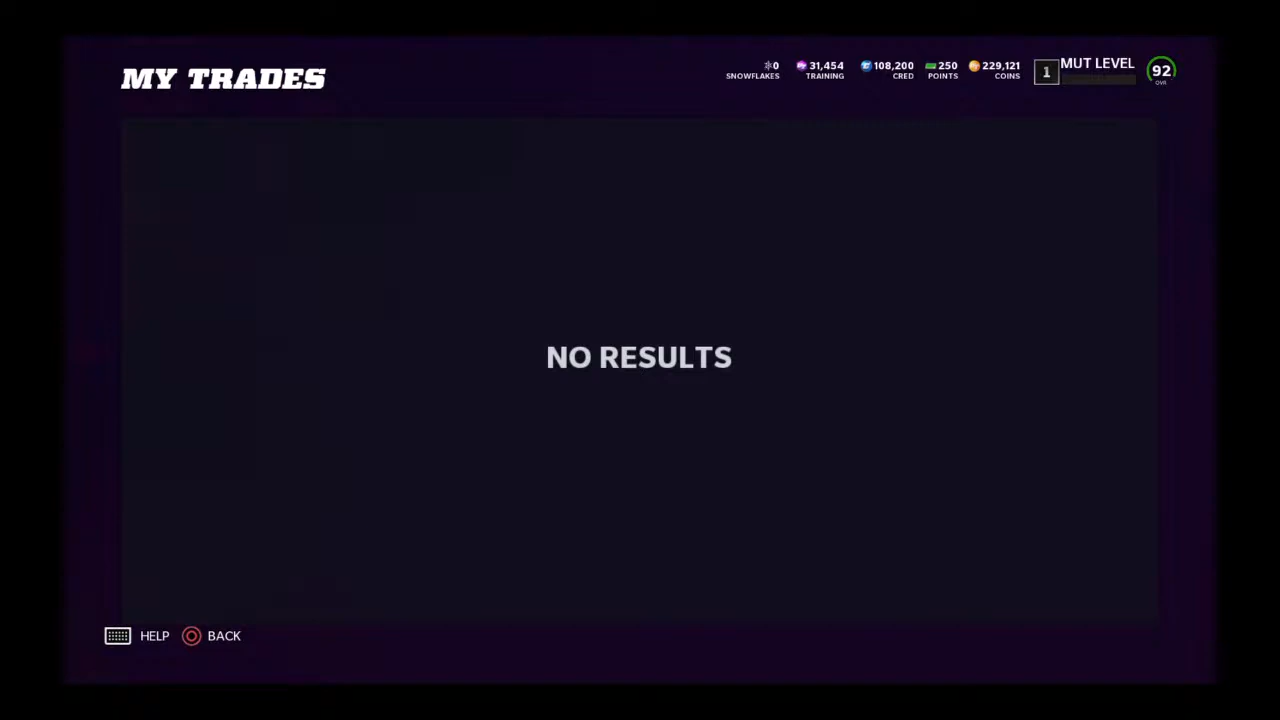 MY TRADES
0 SNOWFLAKES
31,454 TRAINING
108,200 CRED
250 POINTS
229,121 COINS
1 MUT LEVEL
92 OVR
NO RESULTS
HELP BACK